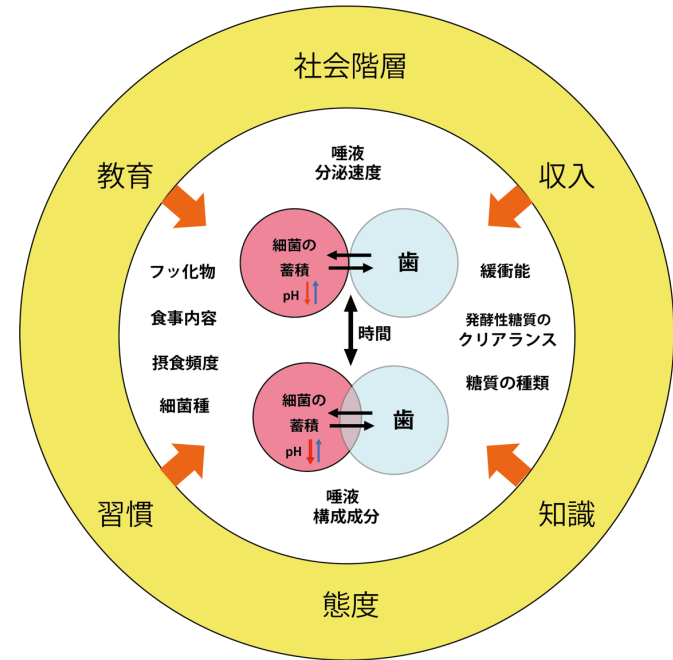 社会階層
教育
収入
唾液
分泌速度
細菌の
蓄積
pH
歯
フッ化物
食事内容
摂食頻度
細菌種
緩衝能
発酵性糖質の
クリアランス
糖質の種類
時間
細菌の
蓄積
pH
歯
唾液
構成成分
習慣
知識
態度